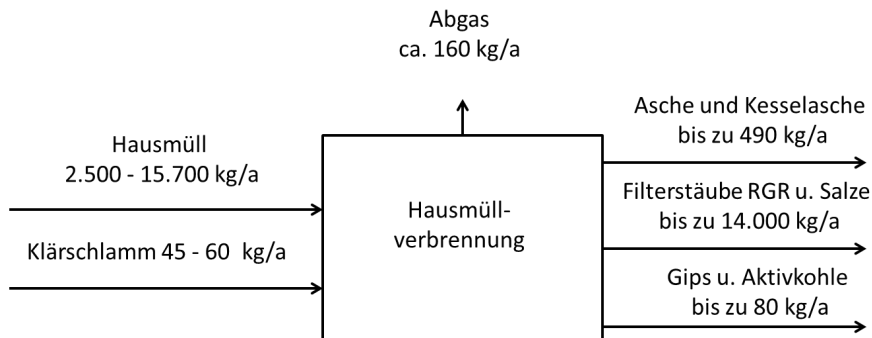 Abgas
ca. 160 kg/a
Asche und Kesselasche
bis zu 490 kg/a
Hausmüll
2.500 - 15.700 kg/a
Filterstäube RGR u. Salze
bis zu 14.000 kg/a
Hausmüll-
verbrennung
Klärschlamm 45 - 60 kg/a
Gips u. Aktivkohle
bis zu 80 kg/a